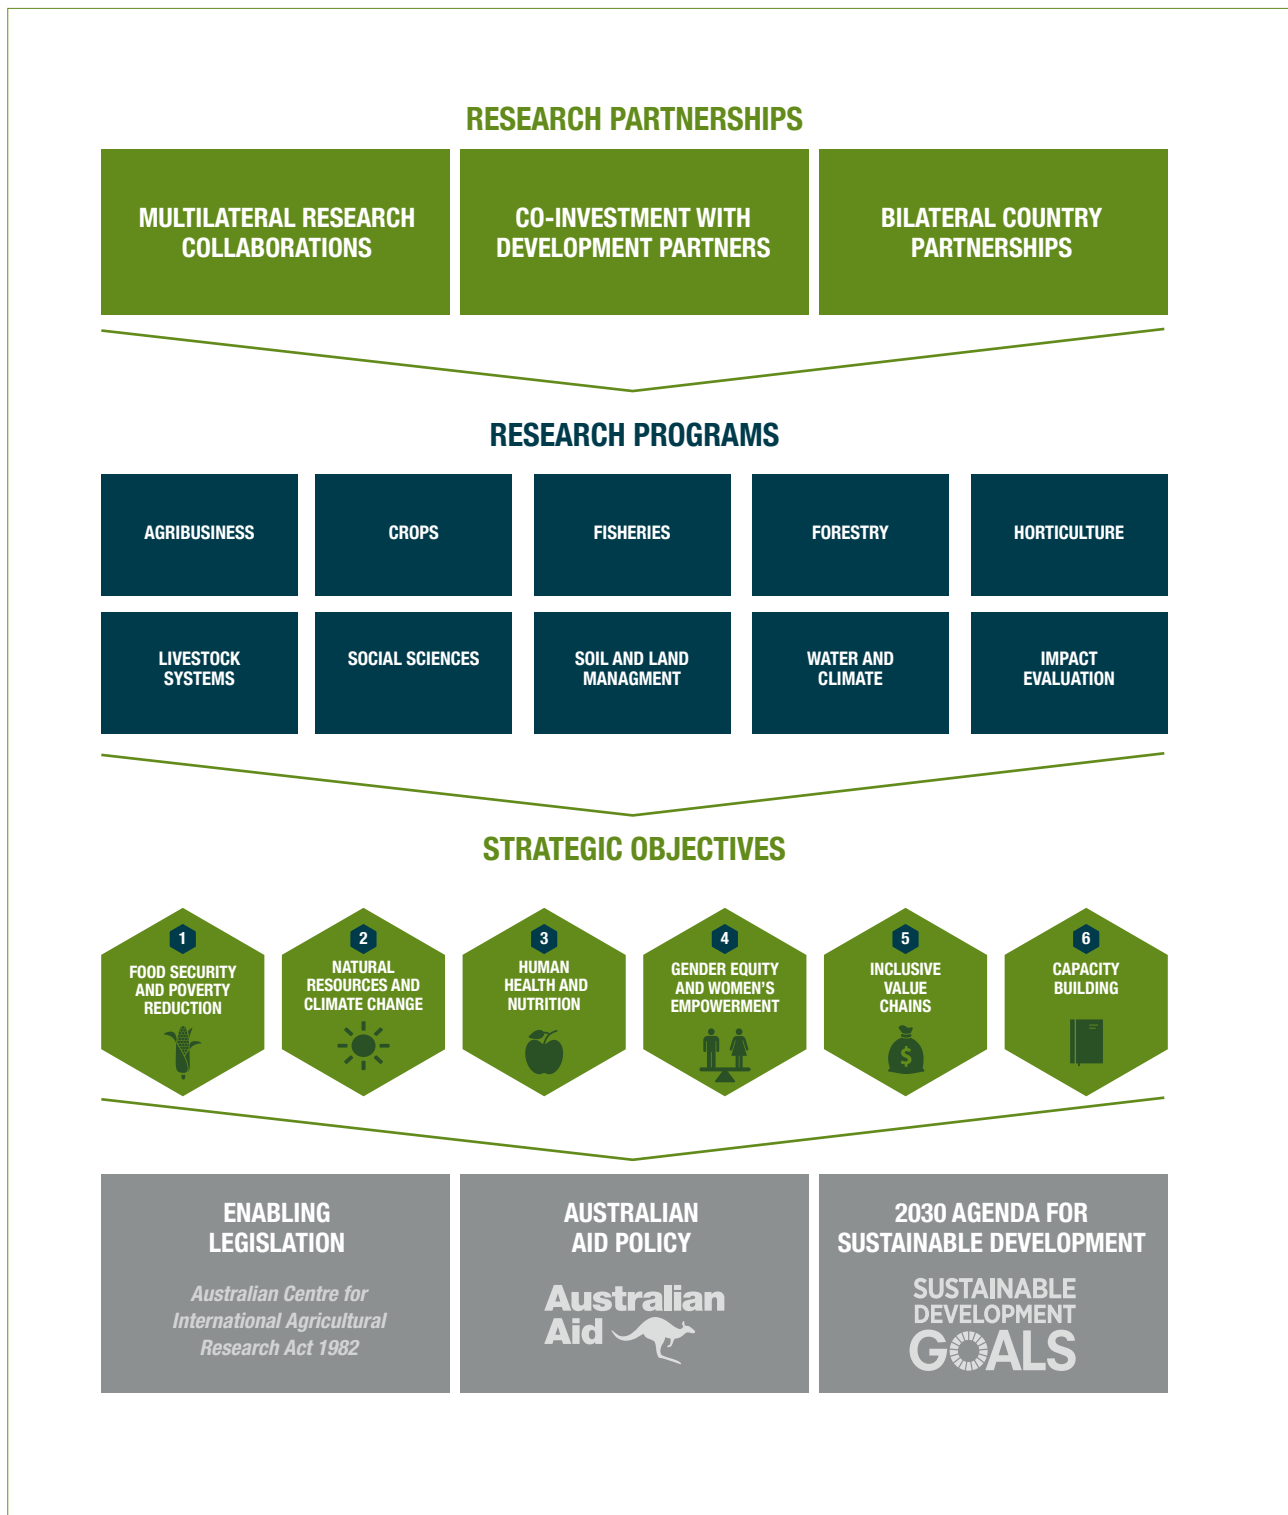 RESEARCH PARTNERSHIPS
MULTILATERAL RESEARCH
COLLABORATIONS
CO-INVESTMENT WITH
DEVELOPMENT PARTNERS
BILATERAL COUNTRY
PARTNERSHIPS
RESEARCH PROGRAMS
AGRIBUSINESS
CROPS
FISHERIES
FORESTRY
HORTICULTURE
LIVESTOCK
SYSTEMS
SOCIAL SCIENCES
SOIL AND LAND
MANAGMENT
WATER AND
CLIMATE
IMPACT
EVALUATION
STRATEGIC OBJECTIVES
1
FOOD SECURITY
AND POVERTY
REDUCTION
2
NATURAL
RESOURCES AND
CLIMATE CHANGE
3
HUMAN
HEALTH AND
NUTRITION
4
GENDER EQUITY
AND WOMEN'S
EMPOWERMENT
5
INCLUSIVE
VALUE
CHAINS
$
6
CAPACITY
BUILDING
ENABLING
LEGISLATION
Australian Centre for
International Agricultural
Research Act 1982
AUSTRALIAN
AID POLICY
Australian
Aid
2030 AGENDA FOR
SUSTAINABLE DEVELOPMENT
SUSTAINABLE
DEVELOPMENT
GOALS